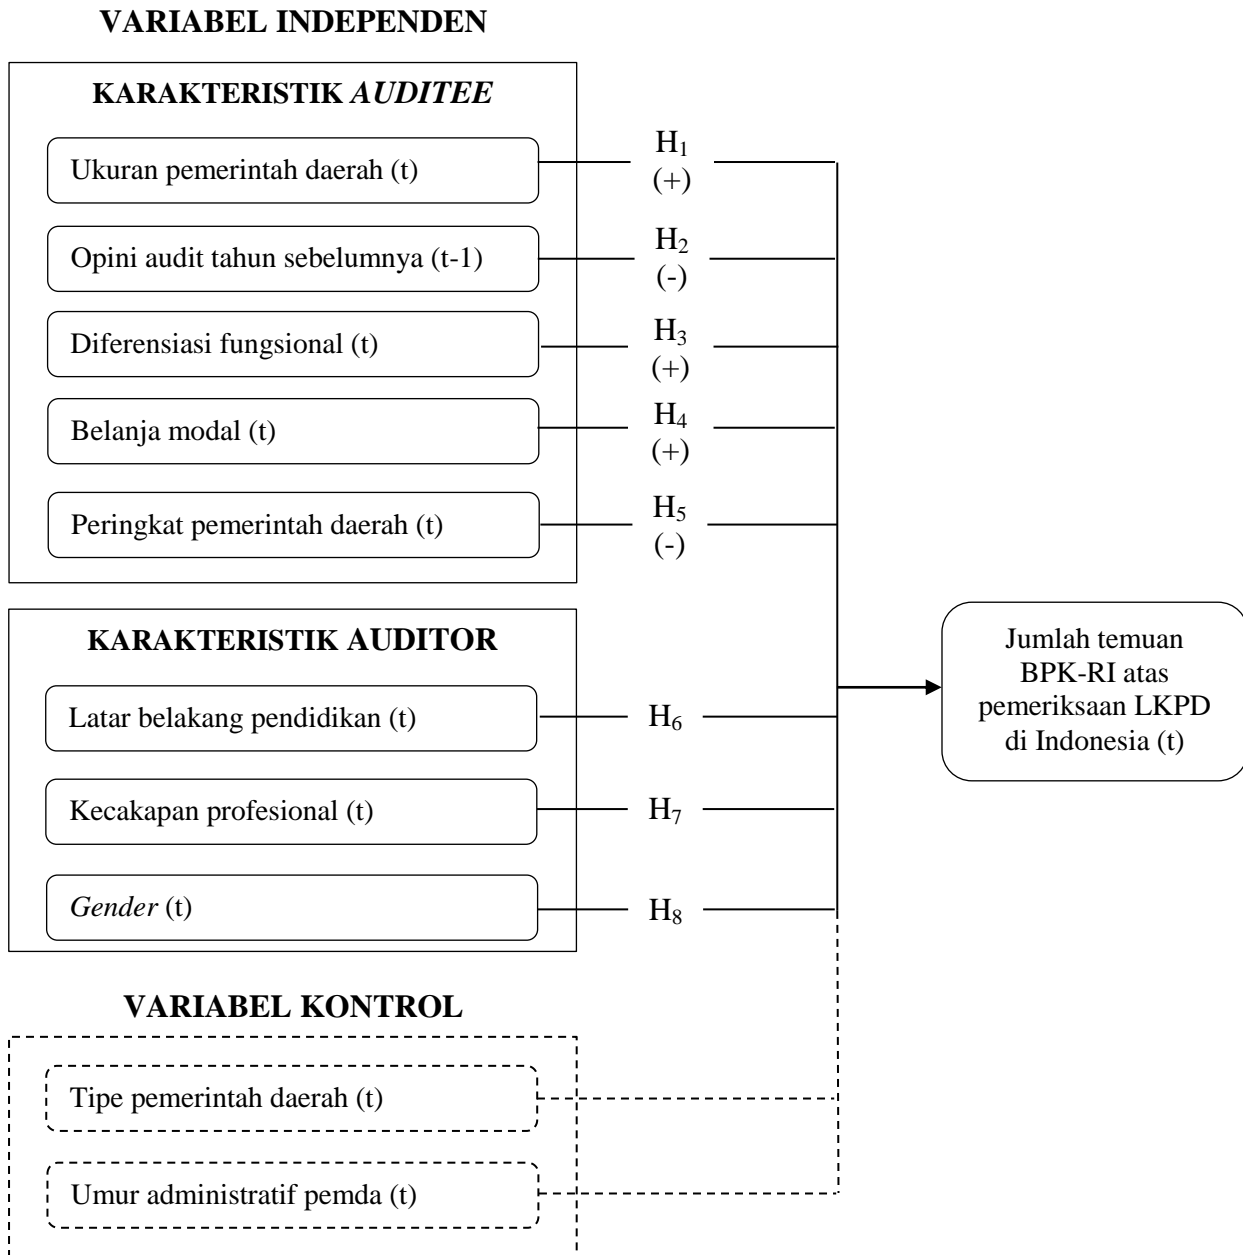 VARIABEL INDEPENDEN
KARAKTERISTIK AUDITEE
Ukuran pemerintah daerah (t)
H₁
(+)
Opini audit tahun sebelumnya (t-1)
H₂
(-)
Diferensiasi fungsional (t)
H₃
(+)
Belanja modal (t)
H₄
(+)
Peringkat pemerintah daerah (t)
H₅
(-)
KARAKTERISTIK AUDITOR
Latar belakang pendidikan (t)
H₆
Kecakapan profesional (t)
H₇
Gender (t)
H₈
Jumlah temuan
BPK-RI atas
pemeriksaan LKPD
di Indonesia (t)
VARIABEL KONTROL
Tipe pemerintah daerah (t)
Umur administratif pemda (t)